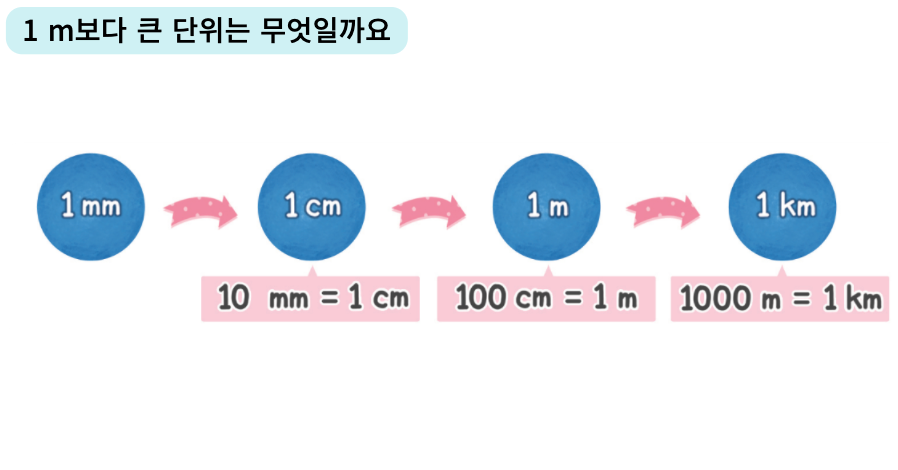 1 m보다 큰 단위는 무엇일까요
1 mm
1 cm
1 m
1 km
10 mm = 1 cm
100 cm = 1 m
1000 m = 1 km